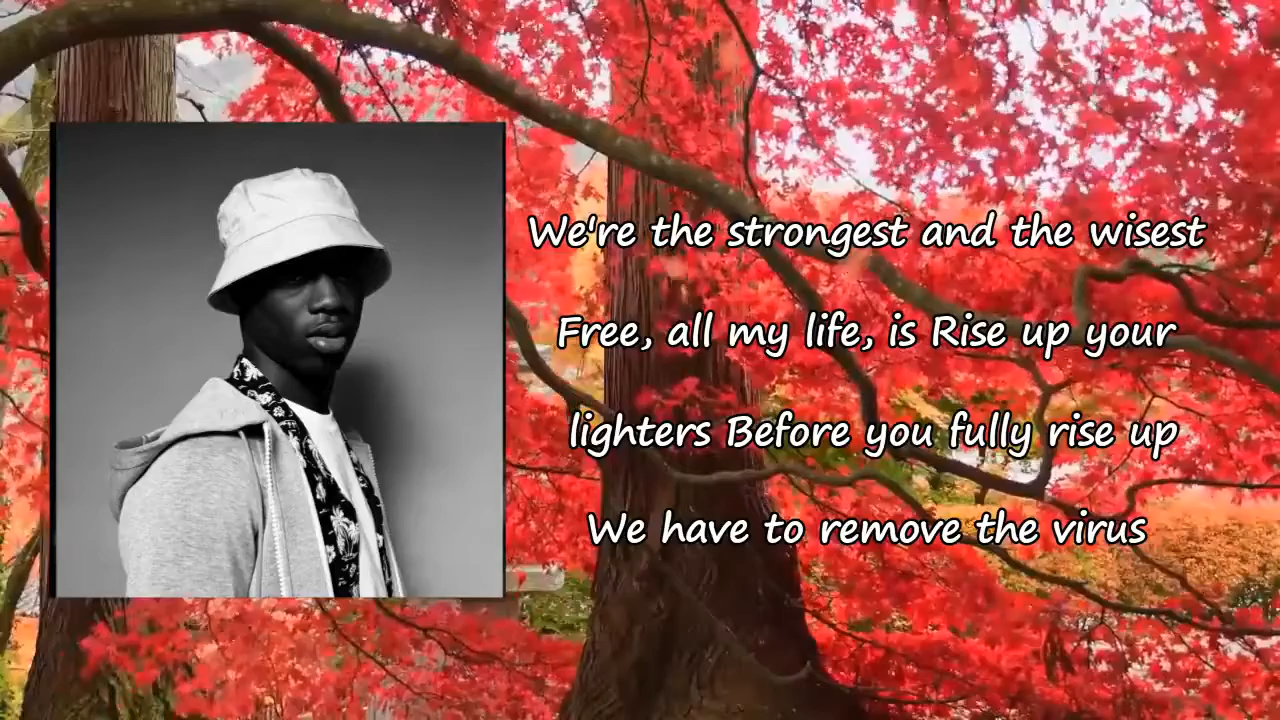 We're the strongest and the wisest
Free, all my life, is Rise up your
lighters Before you fully rise up
We have to remove the virus